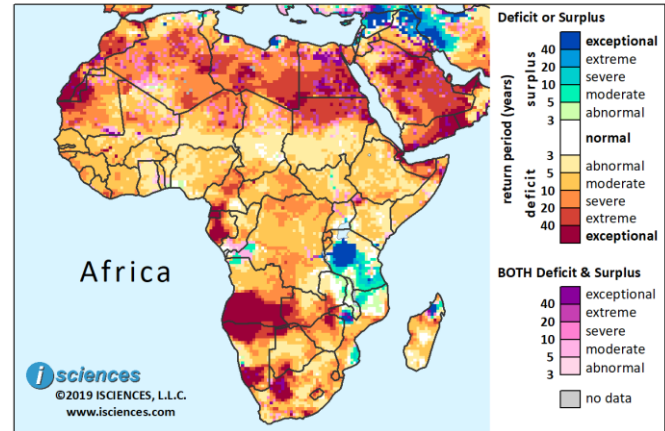 Deficit or Surplus
return period (years)
surplus
deficit
exceptional
40
extreme
20
severe
10
moderate
5
abnormal
3
normal
3
abnormal
5
moderate
10
severe
20
extreme
40
exceptional
BOTH Deficit & Surplus
exceptional
40
extreme
20
severe
10
moderate
5
abnormal
3
no data
Africa
i sciences
©2019 ISCIENCES, L.L.C.
www.isciences.com